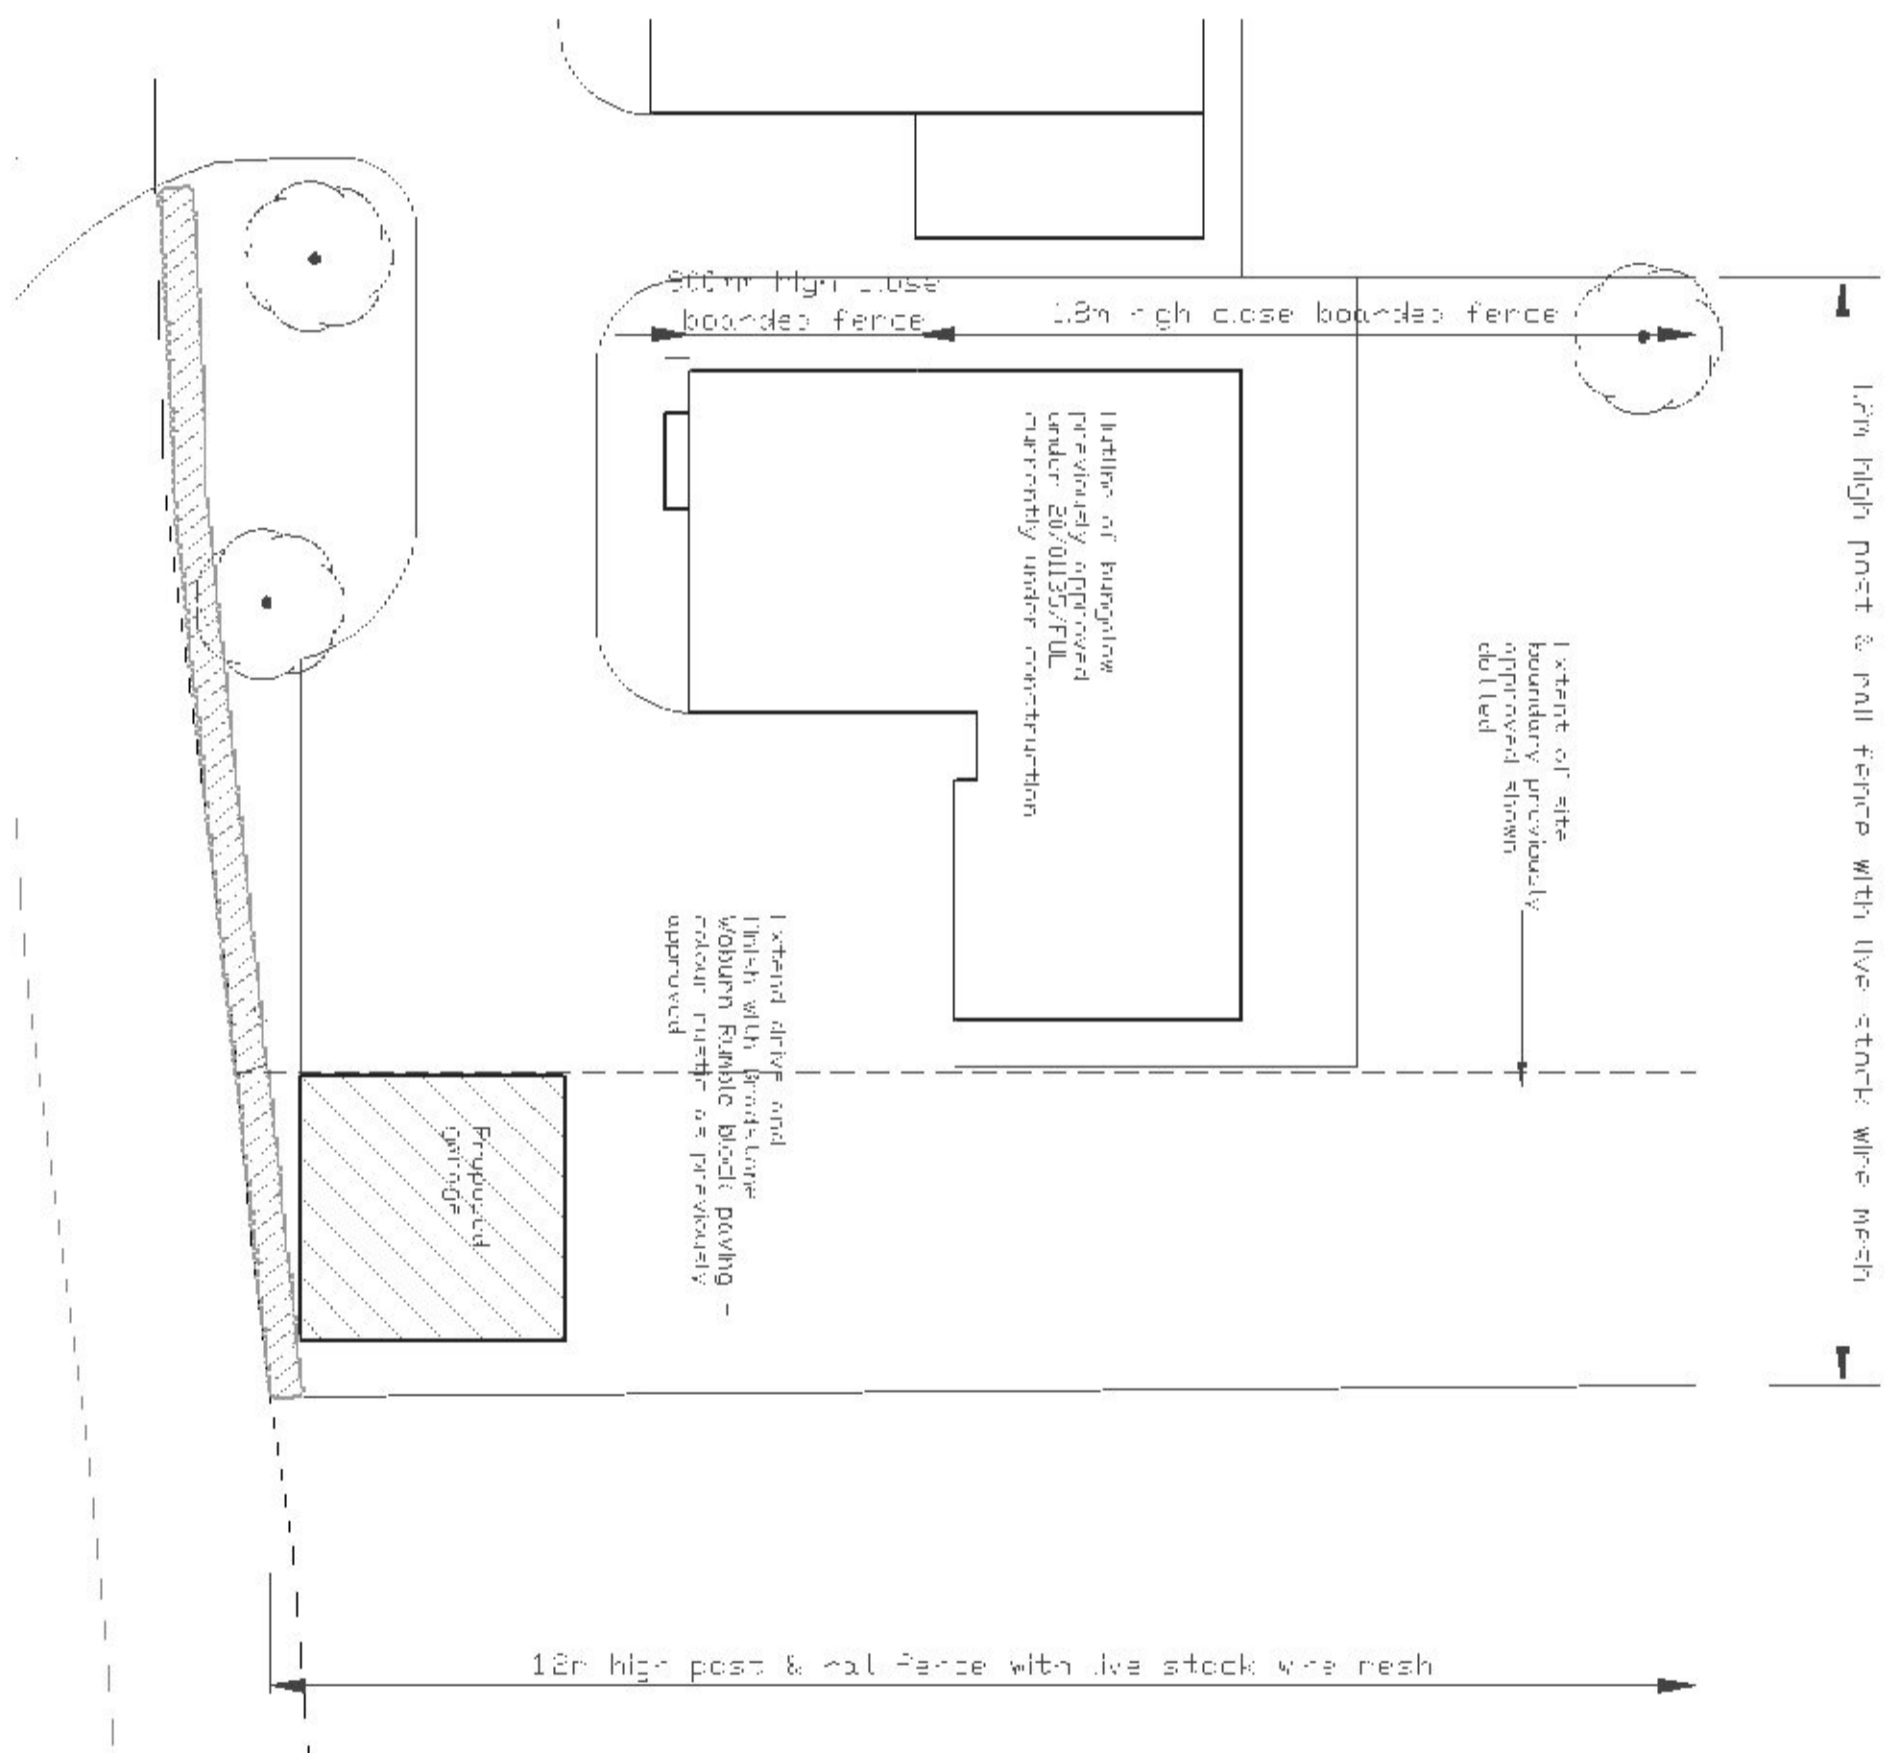 900mm high close
boarded fence
1.8m high close boarded fence
Outline of bungalow
previously approved
under 20/01135/FUL
currently under construction
1.2m high post & rail fence with live stock wire mesh
Extent of site
boundary previously
approved shown
dotted
Extend drive and
finish with Bradstone
Woburn Rumble block paving -
colour rustic as previously
approved
Proposed
Garage
1.2m high post & rail fence with live stock wire mesh